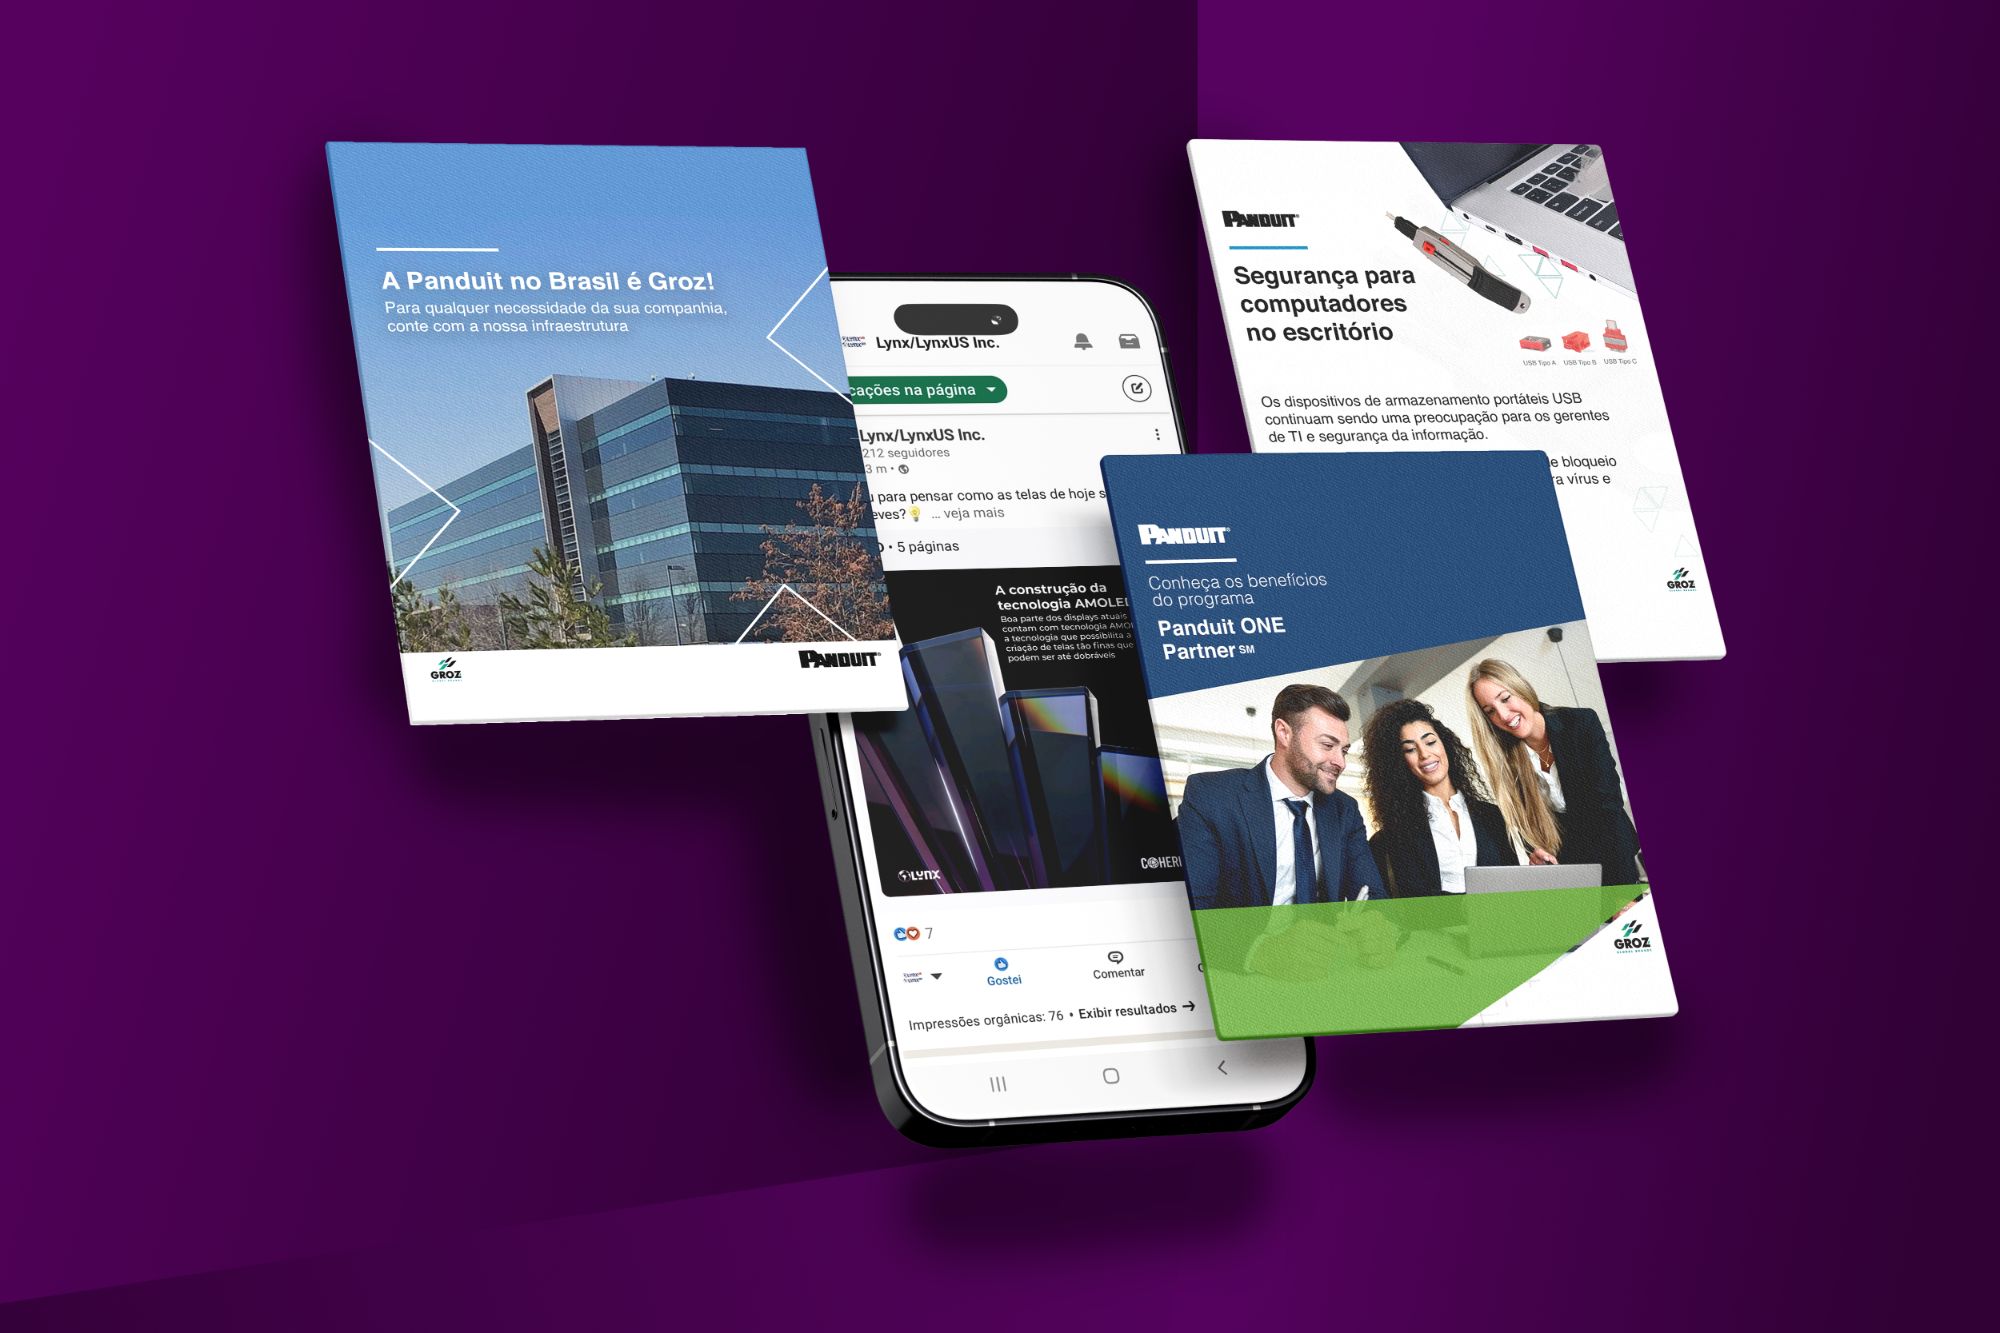 A Panduit no Brasil é Groz!
Para qualquer necessidade da sua companhia,
conte com a nossa infraestrutura
GROZ
PANDUIT
Lynx/LynxUS Inc.
cações na página
Lynx/LynxUS Inc.
212 seguidores
3 m •
u para pensar como as telas de hoje s
eves? ... veja mais
• 5 páginas
A construção da
tecnologia AMOLE
Boa parte dos displays atuais
contam com tecnologia AMO
a tecnologia que possibilita a
criação de telas tão finas que
podem ser até dobráveis
LYNX
COHERI
7
Gostei
Comentar
Impressões orgânicas: 76 • Exibir resultados →
PANDUIT
Segurança para
computadores
no escritório
USB Tipo A
USB Tipo B
USB Tipo C
Os dispositivos de armazenamento portáteis USB
continuam sendo uma preocupação para os gerentes
de TI e segurança da informação.
e bloqueio
ra vírus e
GROZ
PANDUIT
Conheça os benefícios
do programa
Panduit ONE
Partner SM
GROZ